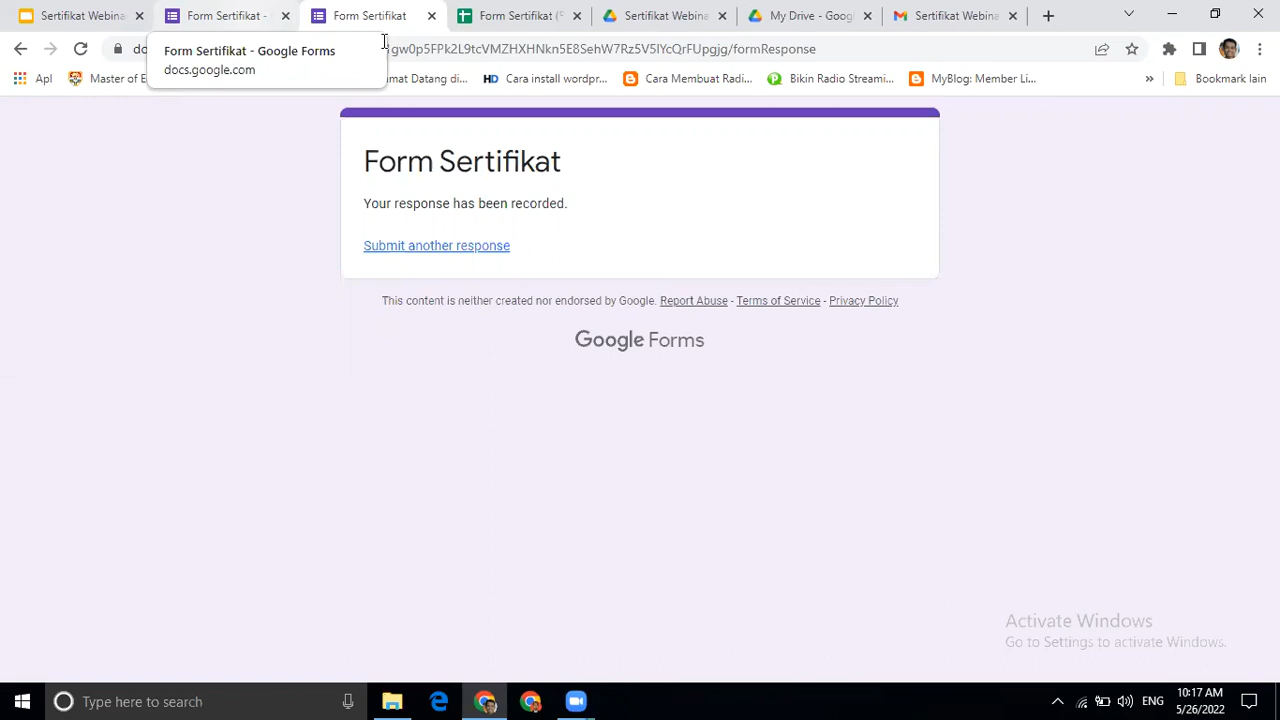 Sertifikat Webina
Form Sertifikat -
Form Sertifikat
Form Sertifikat (
Sertifikat Webina
My Drive - Goog
Sertifikat Webina
Form Sertifikat - Google Forms
docs.google.com
gw0p5FPk2L9tcVMZHXHNkn5E8SehW7Rz5V5lYcQrFUpgjg/formResponse
Apl
Master of E
mat Datang di...
Cara install wordpr...
Cara Membuat Radi...
Bikin Radio Streami...
MyBlog: Member Li...
»
Bookmark lain
Form Sertifikat
Your response has been recorded.
Submit another response
This content is neither created nor endorsed by Google. Report Abuse - Terms of Service - Privacy Policy
Google Forms
Activate Windows
Go to Settings to activate Windows.
Type here to search
ENG
10:17 AM
5/26/2022